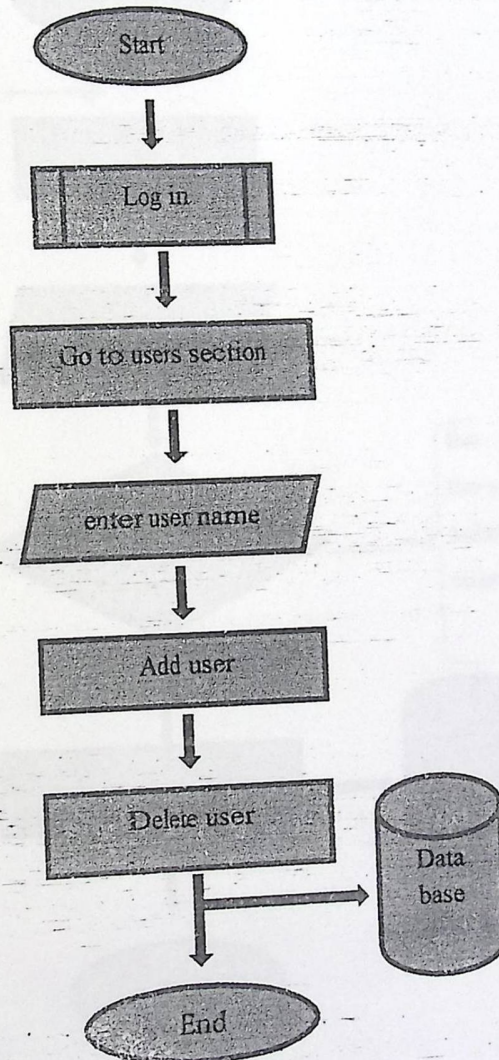 Start
Log in
Go to users section
enter user name
Add user
Delete user
Data
base
End